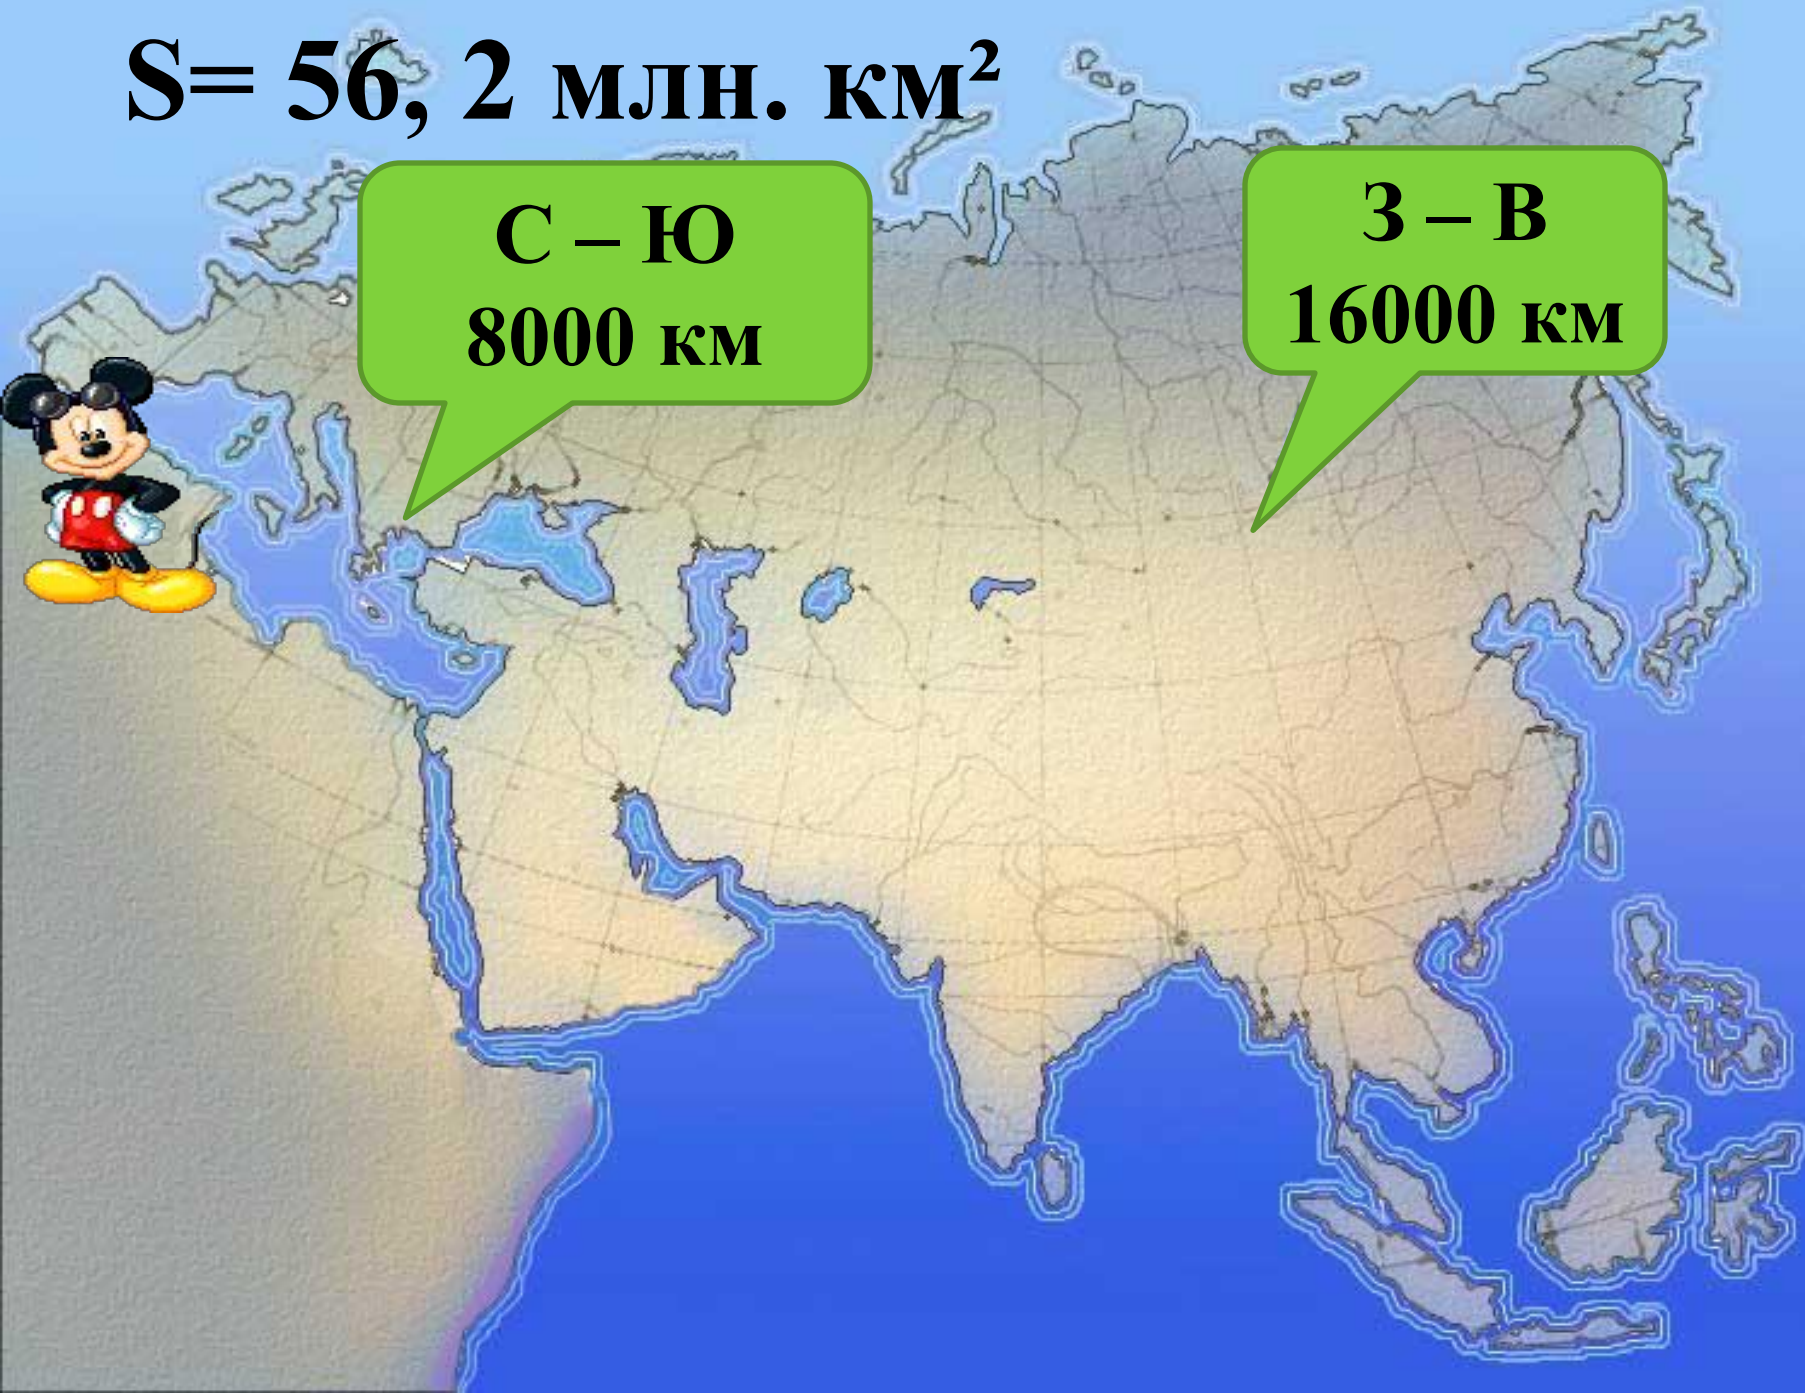 S= 56, 2 млн. км²
С – Ю
8000 км
З – В
16000 км